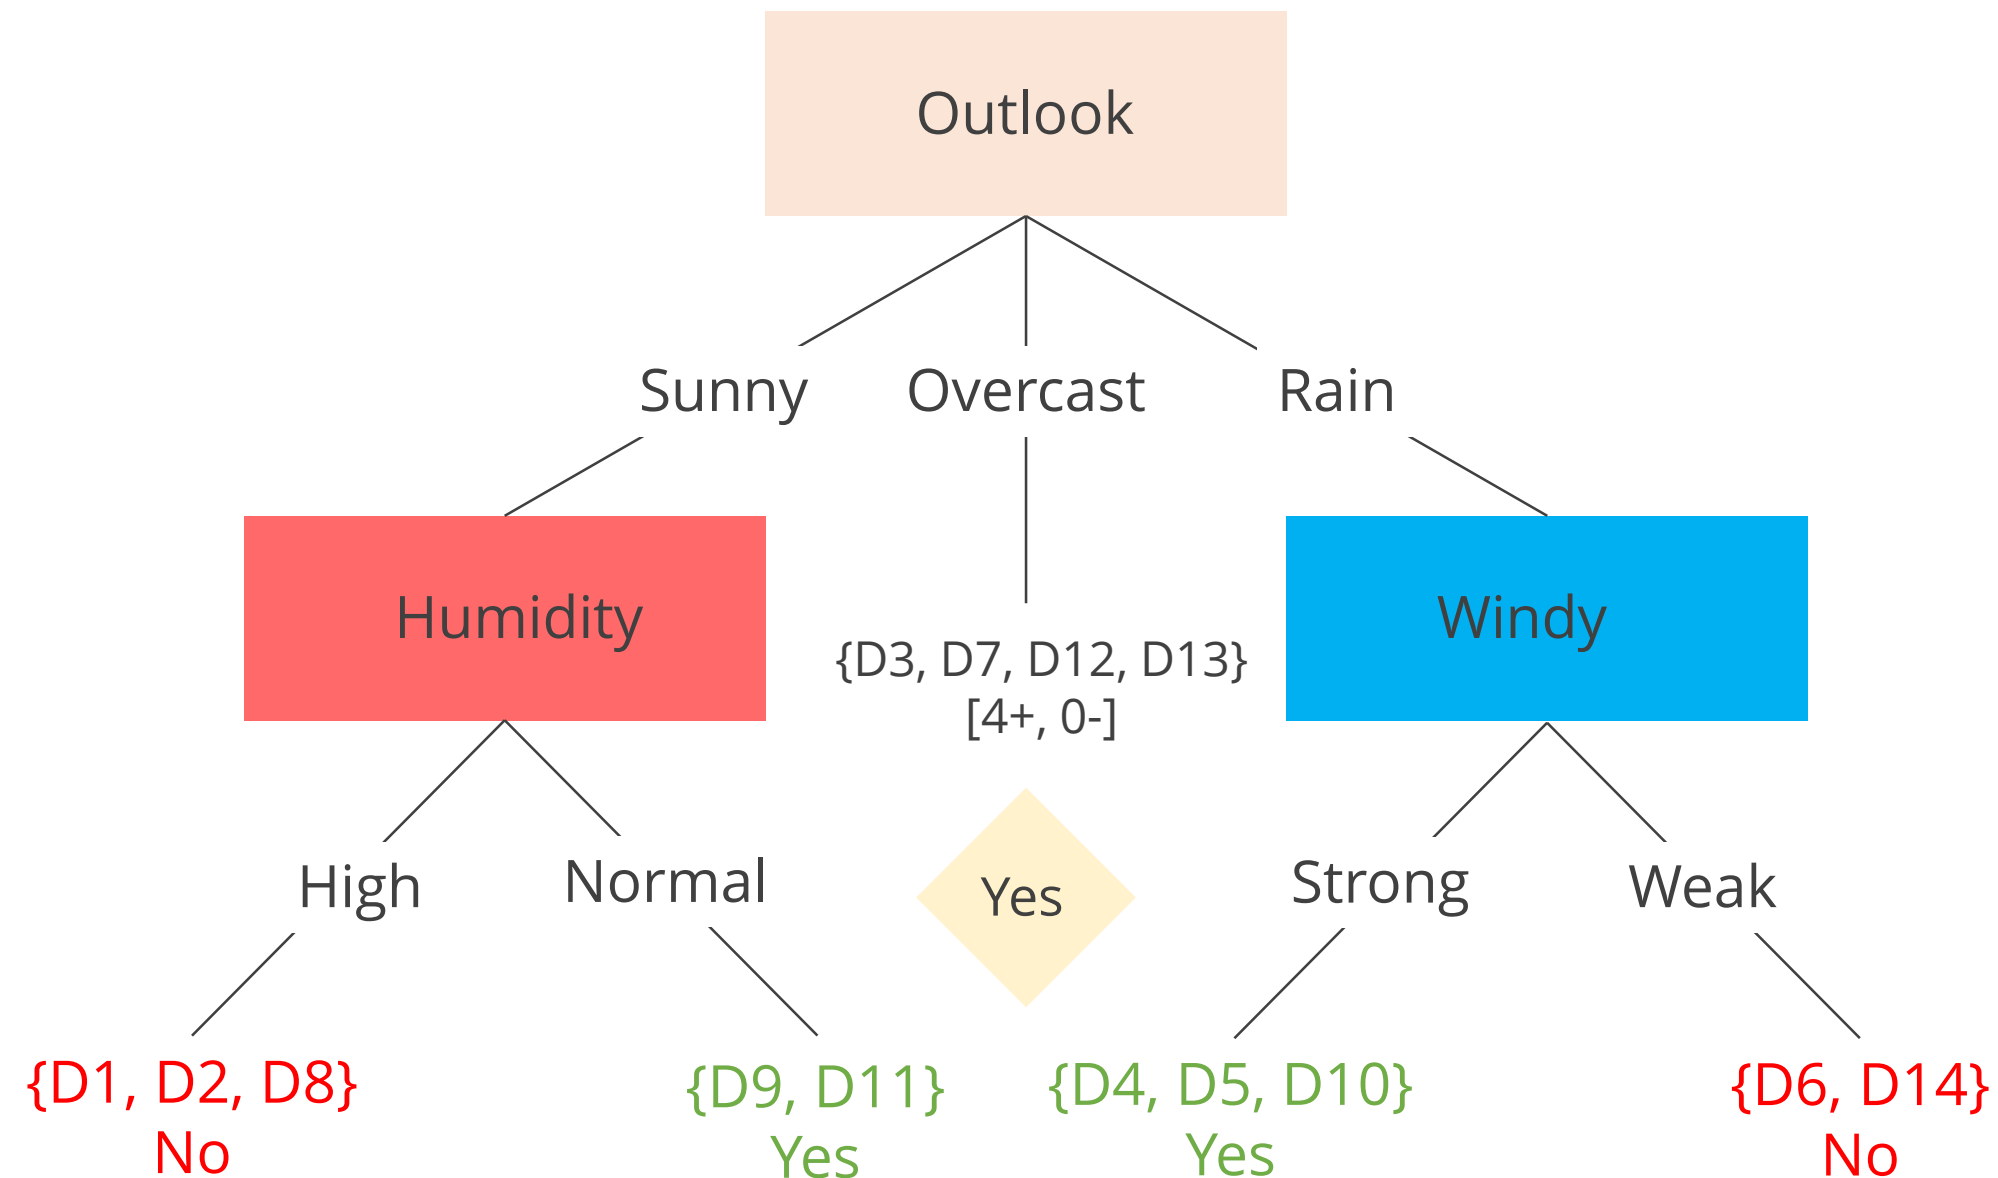 Outlook
Sunny
Overcast
Rain
Humidity
{D3, D7, D12, D13}
[4+, 0-]
Windy
High
Normal
Yes
Strong
Weak
{D1, D2, D8}
No
{D9, D11}
Yes
{D4, D5, D10}
Yes
{D6, D14}
No